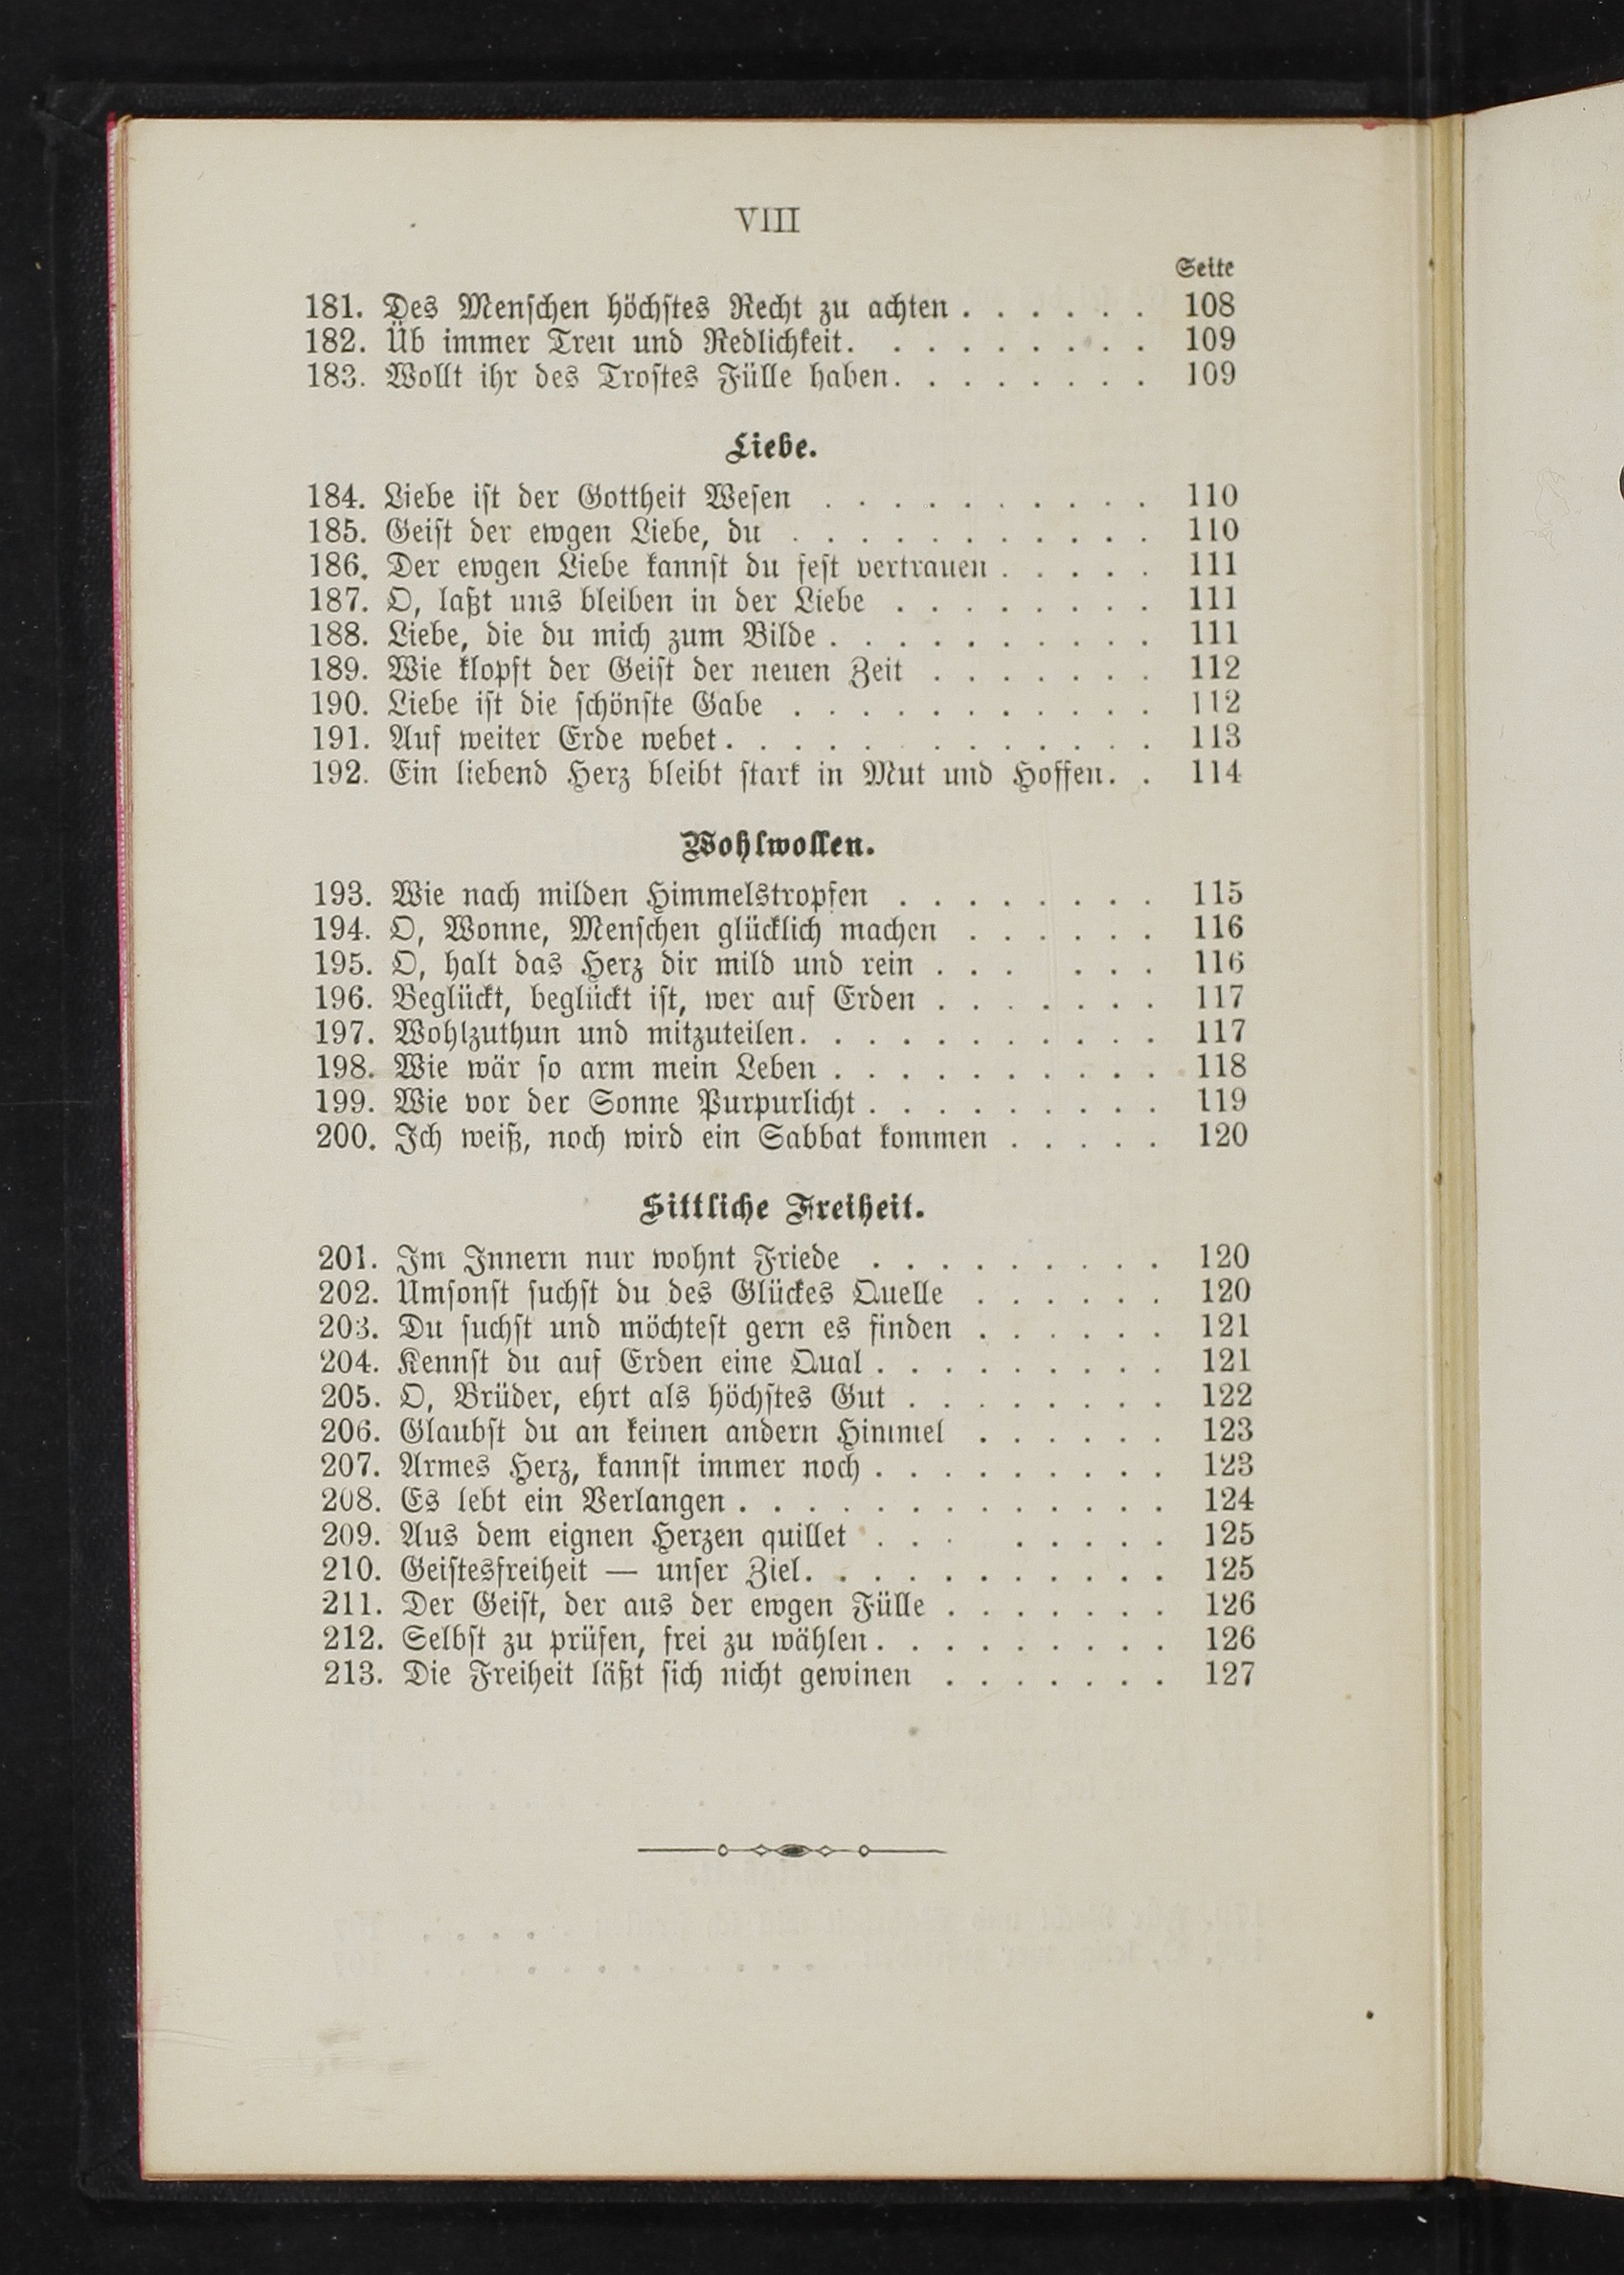 VIII
Seite
181. Des Menschen höchstes Recht zu achten . . . . . . 108
182. Üb immer Treu und Redlichkeit. . . . . . . . . 109
183. Wollt ihr des Trostes Fülle haben. . . . . . . . 109
Liebe.
184. Liebe ist der Gottheit Wesen . . . . . . . . . . 110
185. Geist der ewgen Liebe, du . . . . . . . . . . . 110
186. Der ewgen Liebe kannst du fest vertrauen . . . . . 111
187. O, laßt uns bleiben in der Liebe . . . . . . . . 111
188. Liebe, die du mich zum Bilde . . . . . . . . . . 111
189. Wie klopft der Geist der neuen Zeit . . . . . . . 112
190. Liebe ist die schönste Gabe . . . . . . . . . . . 112
191. Auf weiter Erde webet . . . . . . . . . . . . . 113
192. Ein liebend Herz bleibt stark in Mut und Hoffen. . 114
Wohlwollen.
193. Wie nach milden Himmelstropfen . . . . . . . . 115
194. O, Wonne, Menschen glücklich machen . . . . . . 116
195. O, halt das Herz dir mild und rein . . . . . . 116
196. Beglückt, beglückt ist, wer auf Erden . . . . . . . 117
197. Wohlzuthun und mitzuteilen. . . . . . . . . . . 117
198. Wie wär so arm mein Leben . . . . . . . . . . 118
199. Wie vor der Sonne Purpurlicht . . . . . . . . . 119
200. Ich weiß, noch wird ein Sabbat kommen . . . . . 120
Sittliche Freiheit.
201. Im Innern nur wohnt Friede . . . . . . . . . 120
202. Umsonst suchst du des Glückes Quelle . . . . . . 120
203. Du suchst und möchtest gern es finden . . . . . . 121
204. Kennst du auf Erden eine Qual . . . . . . . . . 121
205. O, Brüder, ehrt als höchstes Gut . . . . . . . . 122
206. Glaubst du an keinen andern Himmel . . . . . . 123
207. Armes Herz, kannst immer noch . . . . . . . . . 123
208. Es lebt ein Verlangen . . . . . . . . . . . . . 124
209. Aus dem eignen Herzen quillet . . . . . . . . 125
210. Geistesfreiheit — unser Ziel. . . . . . . . . . . 125
211. Der Geist, der aus der ewgen Fülle . . . . . . . 126
212. Selbst zu prüfen, frei zu wählen . . . . . . . . . 126
213. Die Freiheit läßt sich nicht gewinen . . . . . . . 127